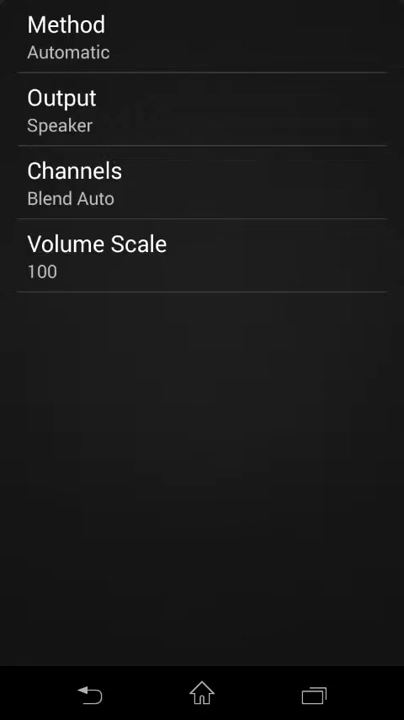 Method
Automatic
Output
Speaker
Channels
Blend Auto
Volume Scale
100